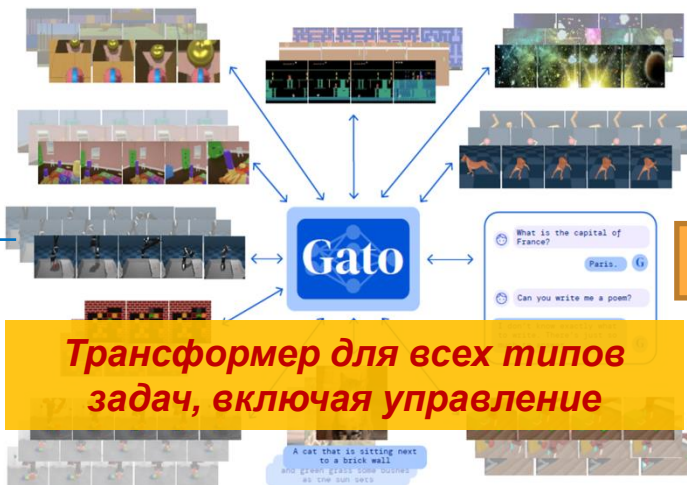 Gato
What is the capital of
France?
Paris.
G
Can you write me a poem?
Трансформер для всех типов
задач, включая управление
A cat that is sitting next
to a brick wall
and green grass some bushes
as the sun sets